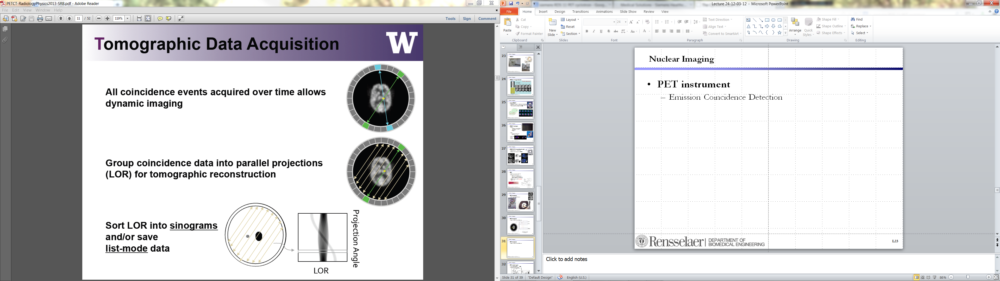 PETCT-RadiologyPhysics2013-SRB.pdf - Adobe Reader
File Edit View Window Help
11 / 52 119%
Tools Sign Comment
Tomographic Data Acquisition
W
All coincidence events acquired over time allows
dynamic imaging
Group coincidence data into parallel projections
(LOR) for tomographic reconstruction
Sort LOR into sinograms
and/or save
list-mode data
Projection Angle
LOR
Lecture 24-12-03-12 - Microsoft PowerPoint
File Home Insert Design Transitions Animations Slide Show Review View
Paste
Cut
Copy
Format Painter
Clipboard
New
Slide
Layout
Reset
Section
Slides
24
Font
Text Direction
Align Text
Convert to SmartArt
Paragraph
Arrange
Quick
Styles
Shape Fill
Shape Outline
Shape Effects
Drawing
Find
Replace
Select
Editing
23
24
25
26
27
28
29
30
31
32
Nuclear Imaging
• PET instrument
– Emission Coincidence Detection
Rensselaer
DEPARTMENT OF
BIOMEDICAL ENGINEERING
L23
Click to add notes
Slide 31 of 39 "Default Design" English (U.S.) 86%